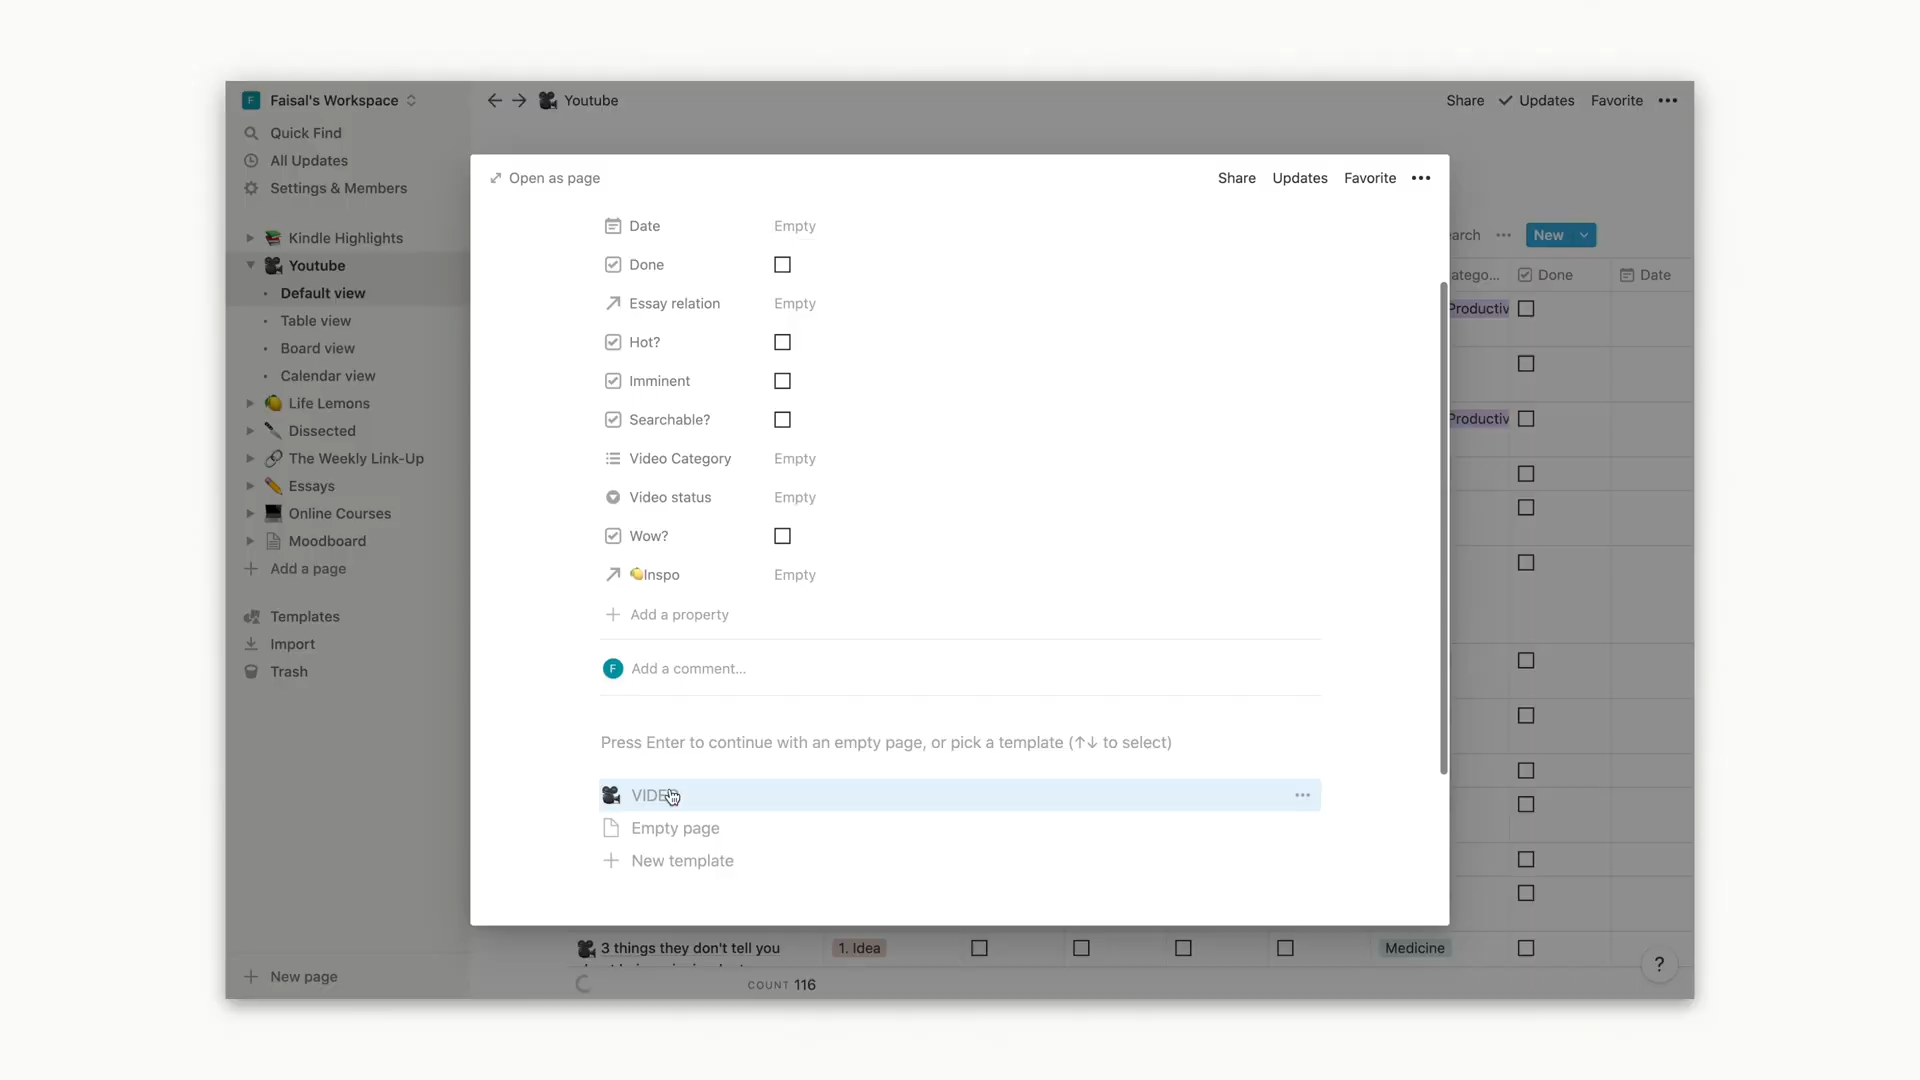 F Faisal's Workspace
Youtube
Share Updates Favorite
Quick Find
All Updates
Settings & Members
Kindle Highlights
Youtube
Default view
Table view
Board view
Calendar view
Life Lemons
Dissected
The Weekly Link-Up
Essays
Online Courses
Moodboard
Add a page
Templates
Import
Trash
New page
Open as page
Share Updates Favorite
Date Empty
Done
Essay relation Empty
Hot?
Imminent
Searchable?
Video Category Empty
Video status Empty
Wow?
Inspo Empty
Add a property
F Add a comment...
Press Enter to continue with an empty page, or pick a template (↑↓ to select)
Empty page
New template
arch New
atego... Done Date
Productiv
Productiv
3 things they don't tell you 1. Idea Medicine
COUNT 116
?